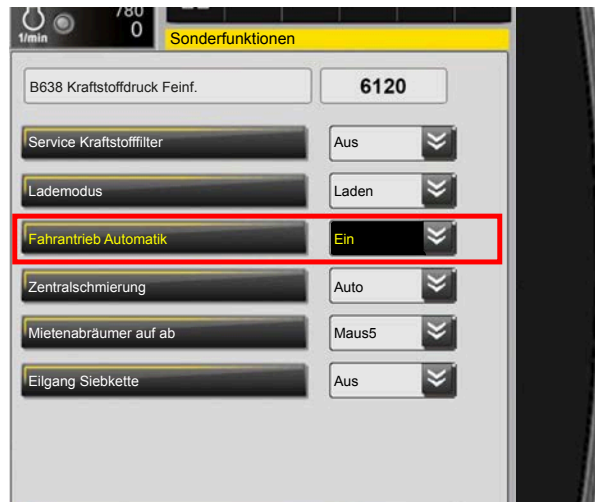 780
1/min
0
Sonderfunktionen
B638 Kraftstoffdruck Feinf.
6120
Service Kraftstofffilter
Aus
Lademodus
Laden
Fahrantrieb Automatik
Ein
Zentralschmierung
Auto
Mietenabräumer auf ab
Maus5
Eilgang Siebkette
Aus